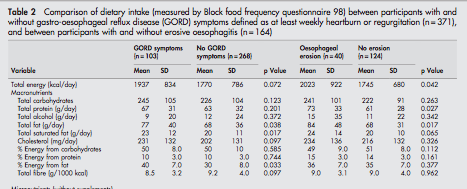 Table 2 Comparison of dietary intake (measured by Block food frequency questionnaire 98) between participants with and
without gastro-oesophageal reflux disease (GORD) symptoms defined as at least weekly heartburn or regurgitation (n=371),
and between participants with and without erosive oesophagitis (n=164)
GORD symptoms (n=103) No GORD symptoms (n=268) Oesophageal erosion (n=40) No erosion (n=124)
Variable Mean SD Mean SD p Value Mean SD Mean SD p Value
Total energy (kcal/day) 1937 834 1770 786 0.072 2023 922 1745 680 0.042
Macronutrients
Total carbohydrates 245 105 226 104 0.123 241 101 222 91 0.263
Total protein (g/day) 67 31 63 32 0.201 73 33 61 28 0.027
Total alcohol (g/day) 9 20 12 24 0.372 15 35 11 22 0.342
Total fat (g/day) 77 40 68 36 0.038 84 48 68 31 0.017
Total saturated fat (g/day) 23 12 20 11 0.017 24 14 20 10 0.065
Cholesterol (mg/day) 231 132 202 131 0.097 234 136 216 132 0.326
% Energy from carbohydrates 50 8.0 50 10 0.585 49 9.0 51 8.0 0.112
% Energy from protein 10 3.0 10 3.0 0.744 15 3.0 14 3.0 0.161
% Energy from fat 40 7.0 30 8.0 0.033 36 7.0 35 7.0 0.377
Total fibre (g/1000 kcal) 8.5 3.2 9.2 4.0 0.097 9.0 3.1 9.0 4.0 0.962